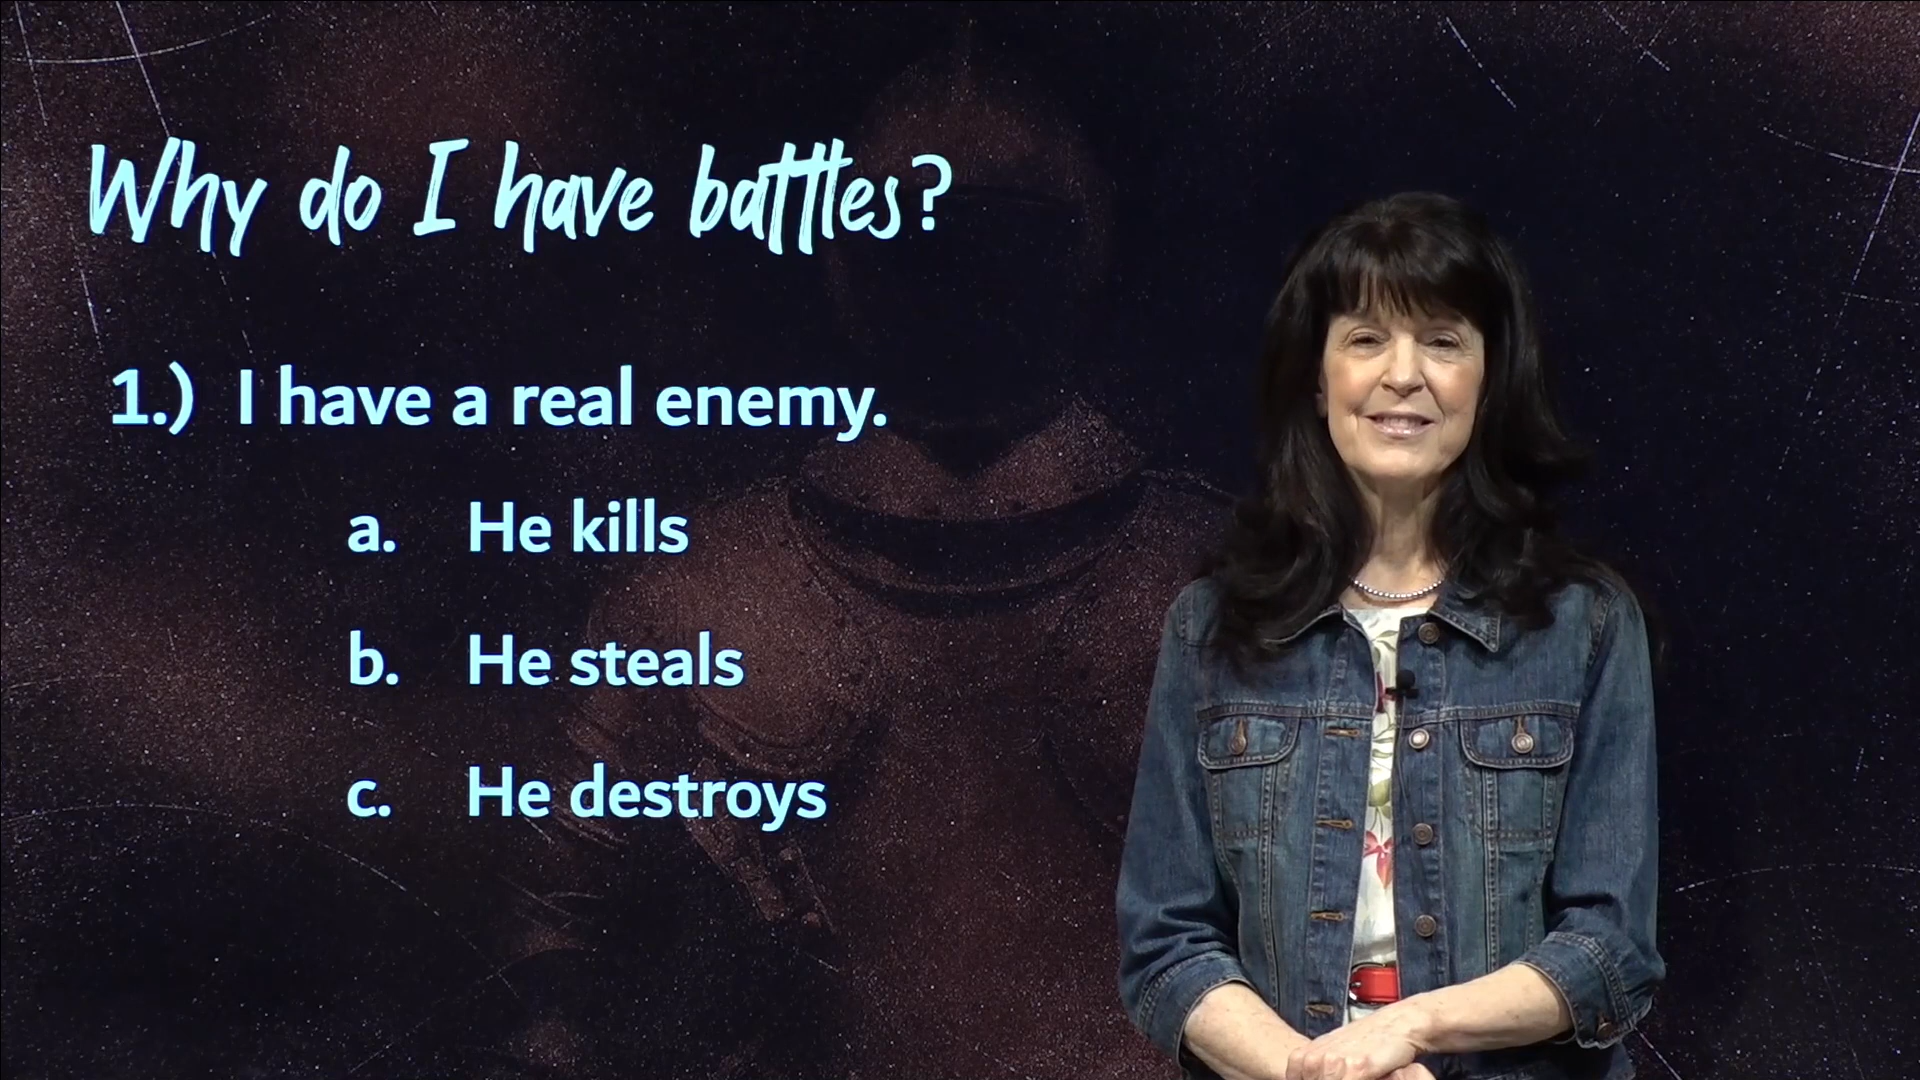 Why do I have battles?
1.) I have a real enemy.
a. He kills
b. He steals
c. He destroys